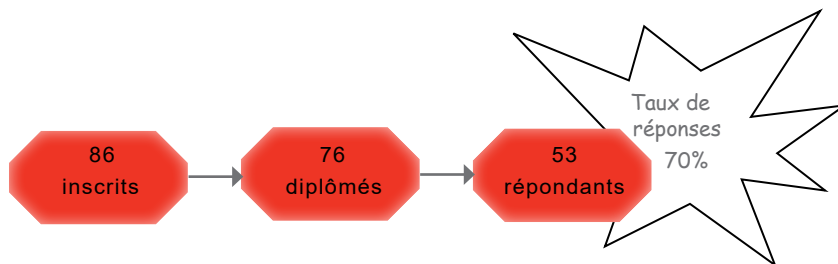 86
inscrits
76
diplômés
53
répondants
Taux de
réponses
70%